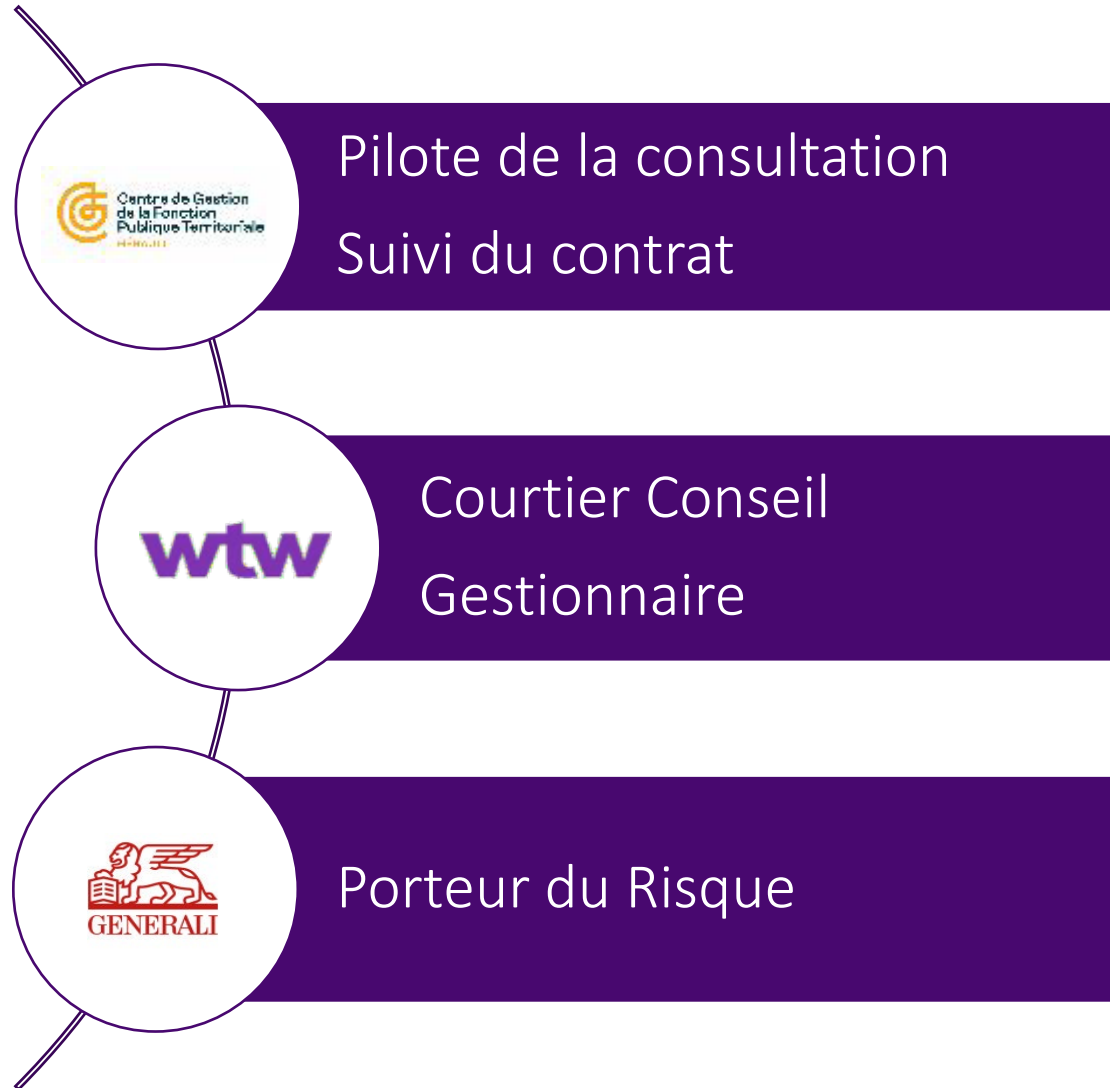 Centre de Gestion
de la Fonction
Publique Territoriale
HÉRAULT
Pilote de la consultation
Suivi du contrat
wtw
Courtier Conseil
Gestionnaire
GENERALI
Porteur du Risque